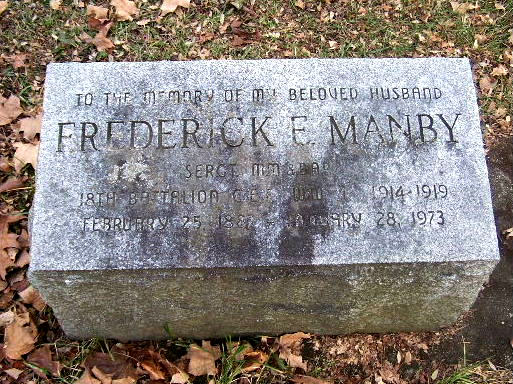 TO THE MEMORY OF MY BELOVED HUSBAND
FREDERICK E. MANBY
SERGT. MM & BAR
18TH BATTALION C.E.F. 1914-1919
FEBRUARY 25 JANUARY 28, 1973